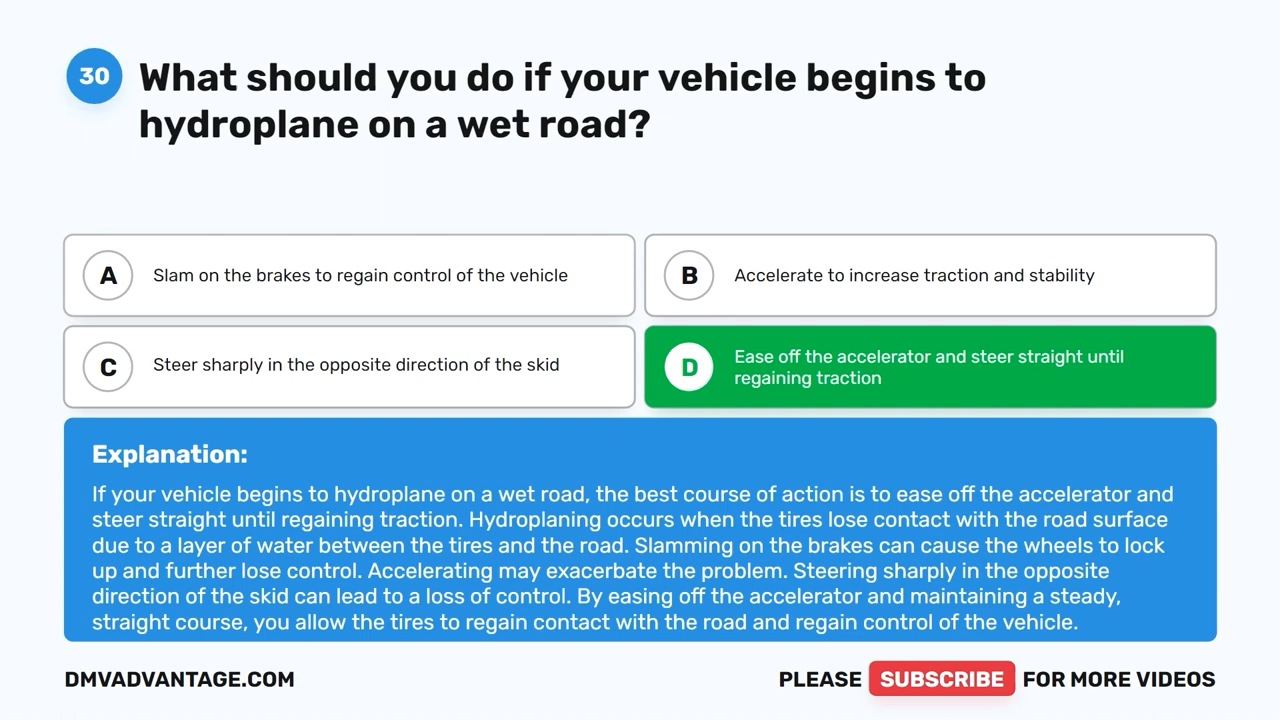 30
What should you do if your vehicle begins to
hydroplane on a wet road?
A
Slam on the brakes to regain control of the vehicle
B
Accelerate to increase traction and stability
C
Steer sharply in the opposite direction of the skid
D
Ease off the accelerator and steer straight until
regaining traction
Explanation:
If your vehicle begins to hydroplane on a wet road, the best course of action is to ease off the accelerator and
steer straight until regaining traction. Hydroplaning occurs when the tires lose contact with the road surface
due to a layer of water between the tires and the road. Slamming on the brakes can cause the wheels to lock
up and further lose control. Accelerating may exacerbate the problem. Steering sharply in the opposite
direction of the skid can lead to a loss of control. By easing off the accelerator and maintaining a steady,
straight course, you allow the tires to regain contact with the road and regain control of the vehicle.
DMVADVANTAGE.COM
PLEASE SUBSCRIBE FOR MORE VIDEOS